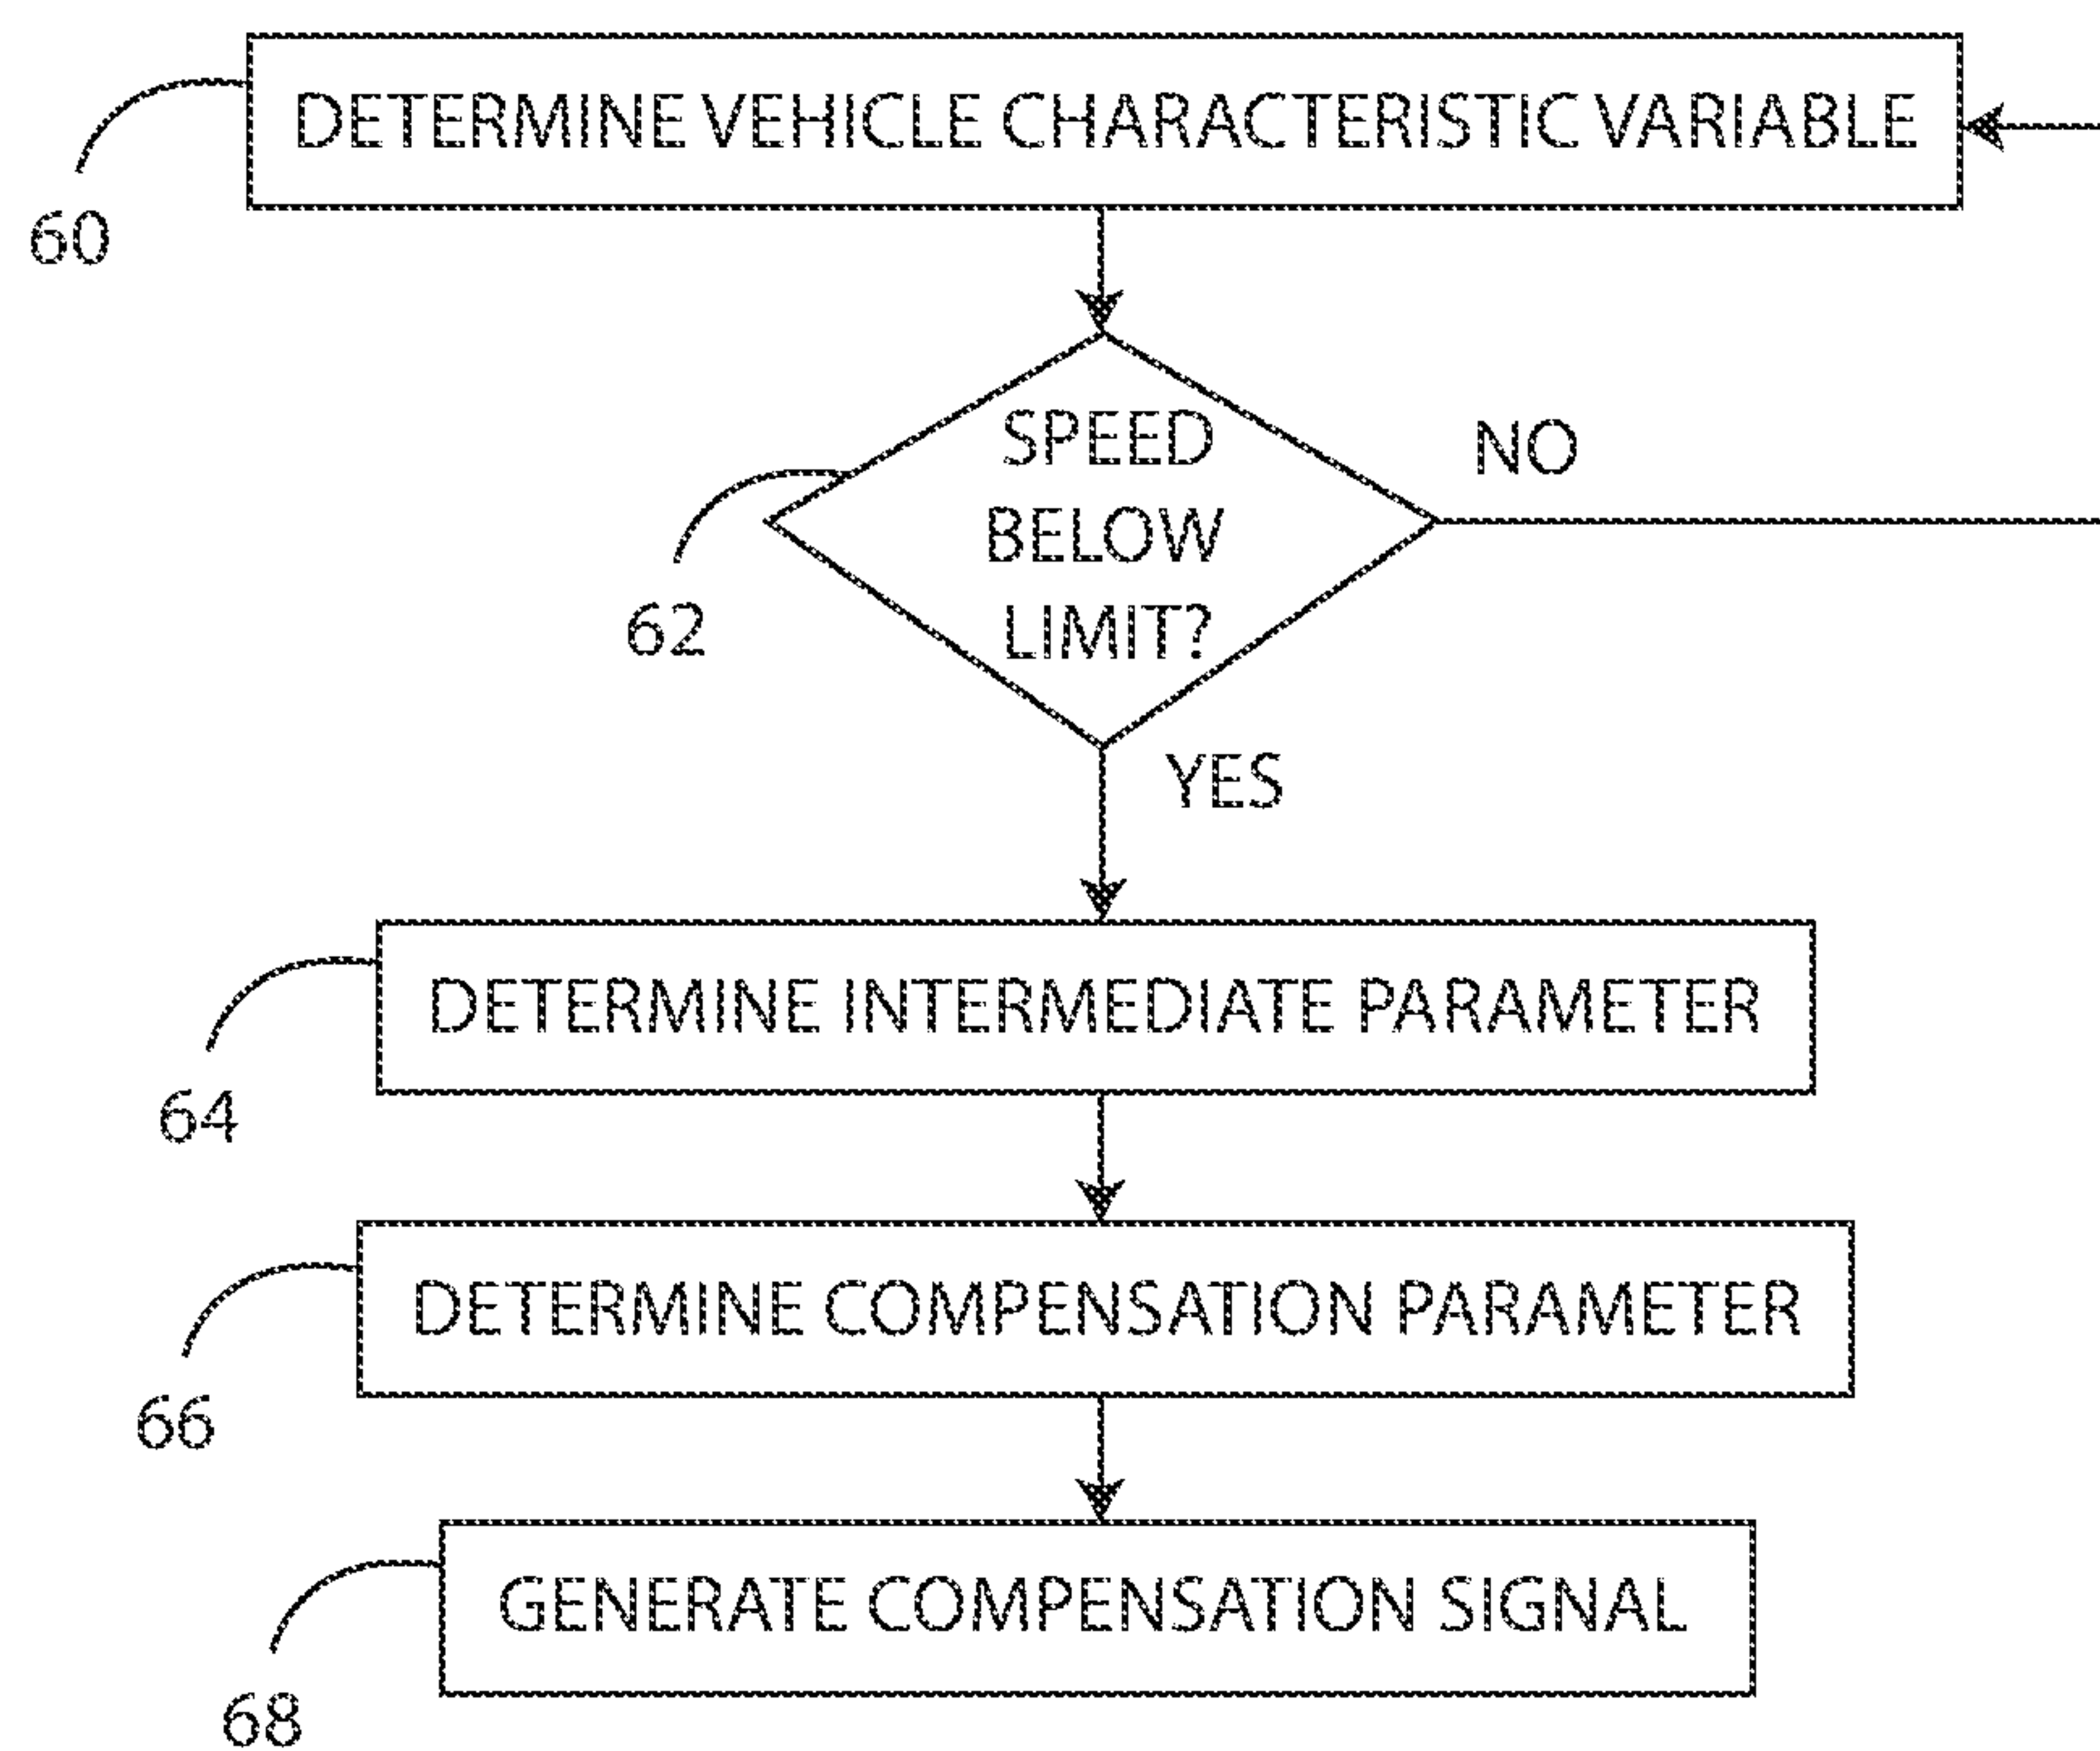 DETERMINE VEHICLE CHARACTERISTIC VARIABLE
60
SPEED
BELOW
LIMIT?
NO
62
YES
DETERMINE INTERMEDIATE PARAMETER
64
DETERMINE COMPENSATION PARAMETER
66
GENERATE COMPENSATION SIGNAL
68